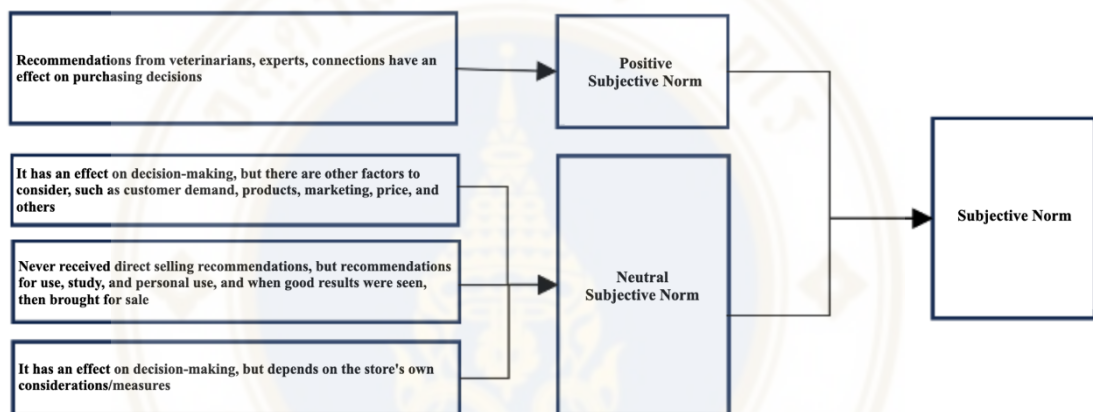 Recommendations from veterinarians, experts, connections have an
effect on purchasing decisions
Positive
Subjective Norm
It has an effect on decision-making, but there are other factors to
consider, such as customer demand, products, marketing, price, and
others
Never received direct selling recommendations, but recommendations
for use, study, and personal use, and when good results were seen,
then brought for sale
It has an effect on decision-making, but depends on the store's own
considerations/measures
Neutral
Subjective Norm
Subjective Norm